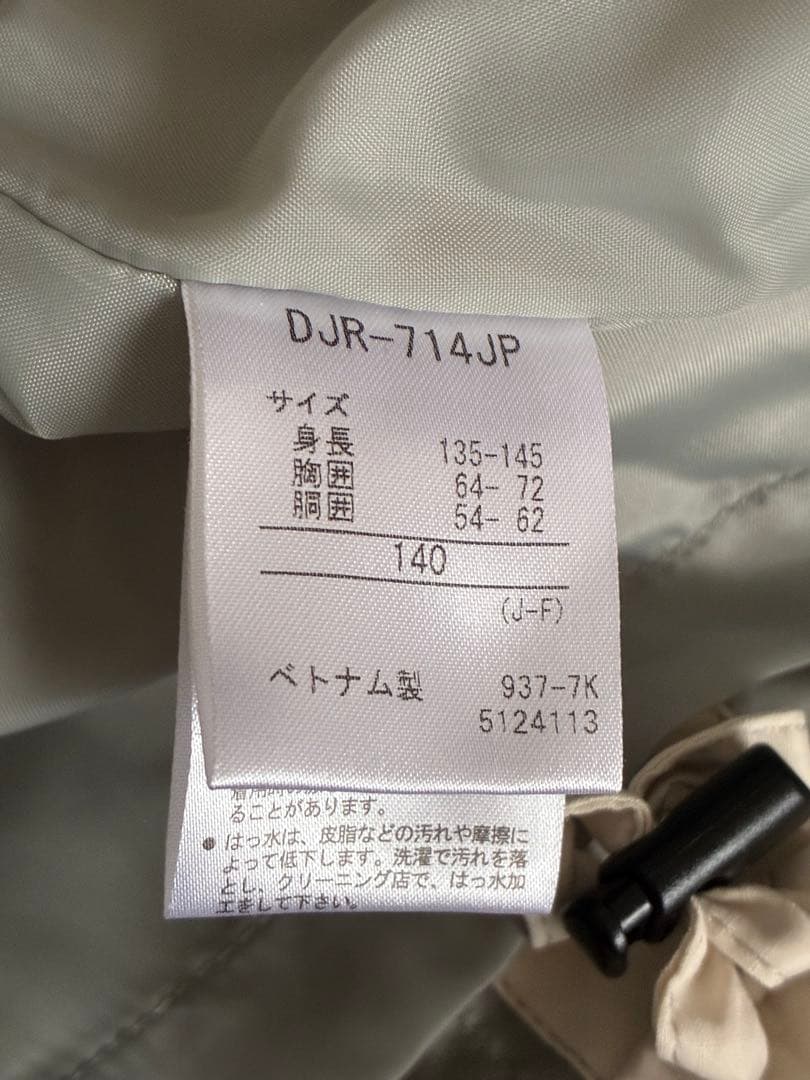 DJR-714JP
サイズ
身長 135-145
胸囲 64- 72
胴囲 54- 62
140
(J-F)
ベトナム製 937-7K
5124113
ることがあります。
● はっ水は、皮脂などの汚れや摩擦に
よって低下します。洗濯で汚れを落
とし、クリーニング店で、はっ水加
工をして下さい。